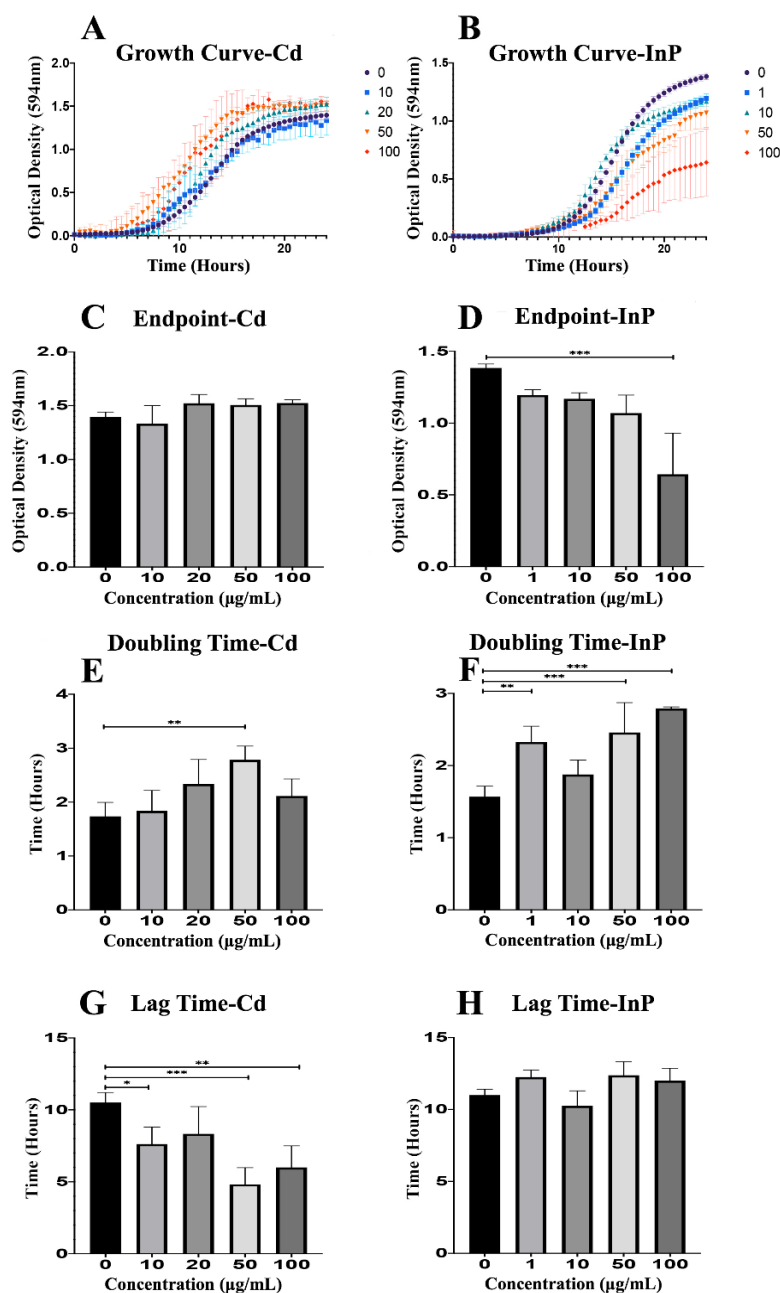 A
Growth Curve-Cd
Optical Density (594nm)
2.0
1.5
1.0
0.5
0.0
0
10
20
Time (Hours)
0
10
20
50
100
B
Growth Curve-InP
Optical Density (594nm)
1.5
1.0
0.5
0.0
0
10
20
Time (Hours)
0
1
10
50
100
C
Endpoint-Cd
Optical Density (594nm)
2.0
1.5
1.0
0.5
0.0
0 10 20 50 100
Concentration (μg/mL)
D
Endpoint-InP
Optical Density (594nm)
1.5
1.0
0.5
0.0
***
0 1 10 50 100
Concentration (μg/mL)
E
Doubling Time-Cd
Time (Hours)
4
3
2
1
0
**
0 10 20 50 100
Concentration (μg/mL)
F
Doubling Time-InP
Time (Hours)
3
2
1
0
***
***
**
0 1 10 50 100
Concentration (μg/mL)
G
Lag Time-Cd
Time (Hours)
15
10
5
0
**
***
*
0 10 20 50 100
Concentration (μg/mL)
H
Lag Time-InP
Time (Hours)
15
10
5
0
0 1 10 50 100
Concentration (μg/mL)